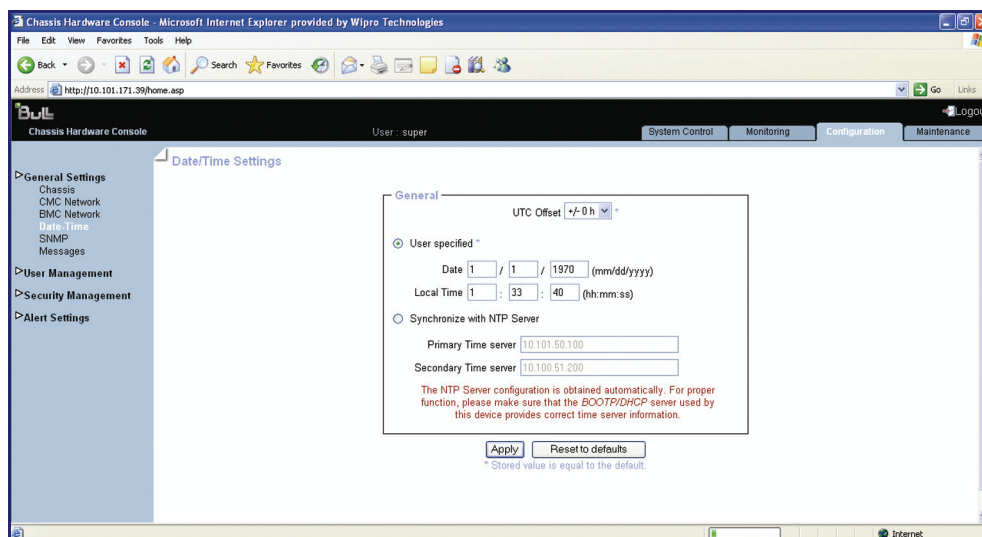 Chassis Hardware Console - Microsoft Internet Explorer provided by Wipro Technologies
File Edit View Favorites Tools Help
Back Search Favorites
Address http://10.101.171.39/home.asp Go Links
Bull Logou
Chassis Hardware Console User : super System Control Monitoring Configuration Maintenance
Date/Time Settings
General Settings
Chassis
CMC Network
BMC Network
Date-Time
SNMP
Messages
User Management
Security Management
Alert Settings
General
UTC Offset +/- 0 h *
User specified *
Date 1 / 1 / 1970 (mm/dd/yyyy)
Local Time 1 : 33 : 40 (hh:mm:ss)
Synchronize with NTP Server
Primary Time server 10.101.50.100
Secondary Time server 10.100.51.200
The NTP Server configuration is obtained automatically. For proper
function, please make sure that the BOOTP/DHCP server used by
this device provides correct time server information.
Apply Reset to defaults
* Stored value is equal to the default.
Internet